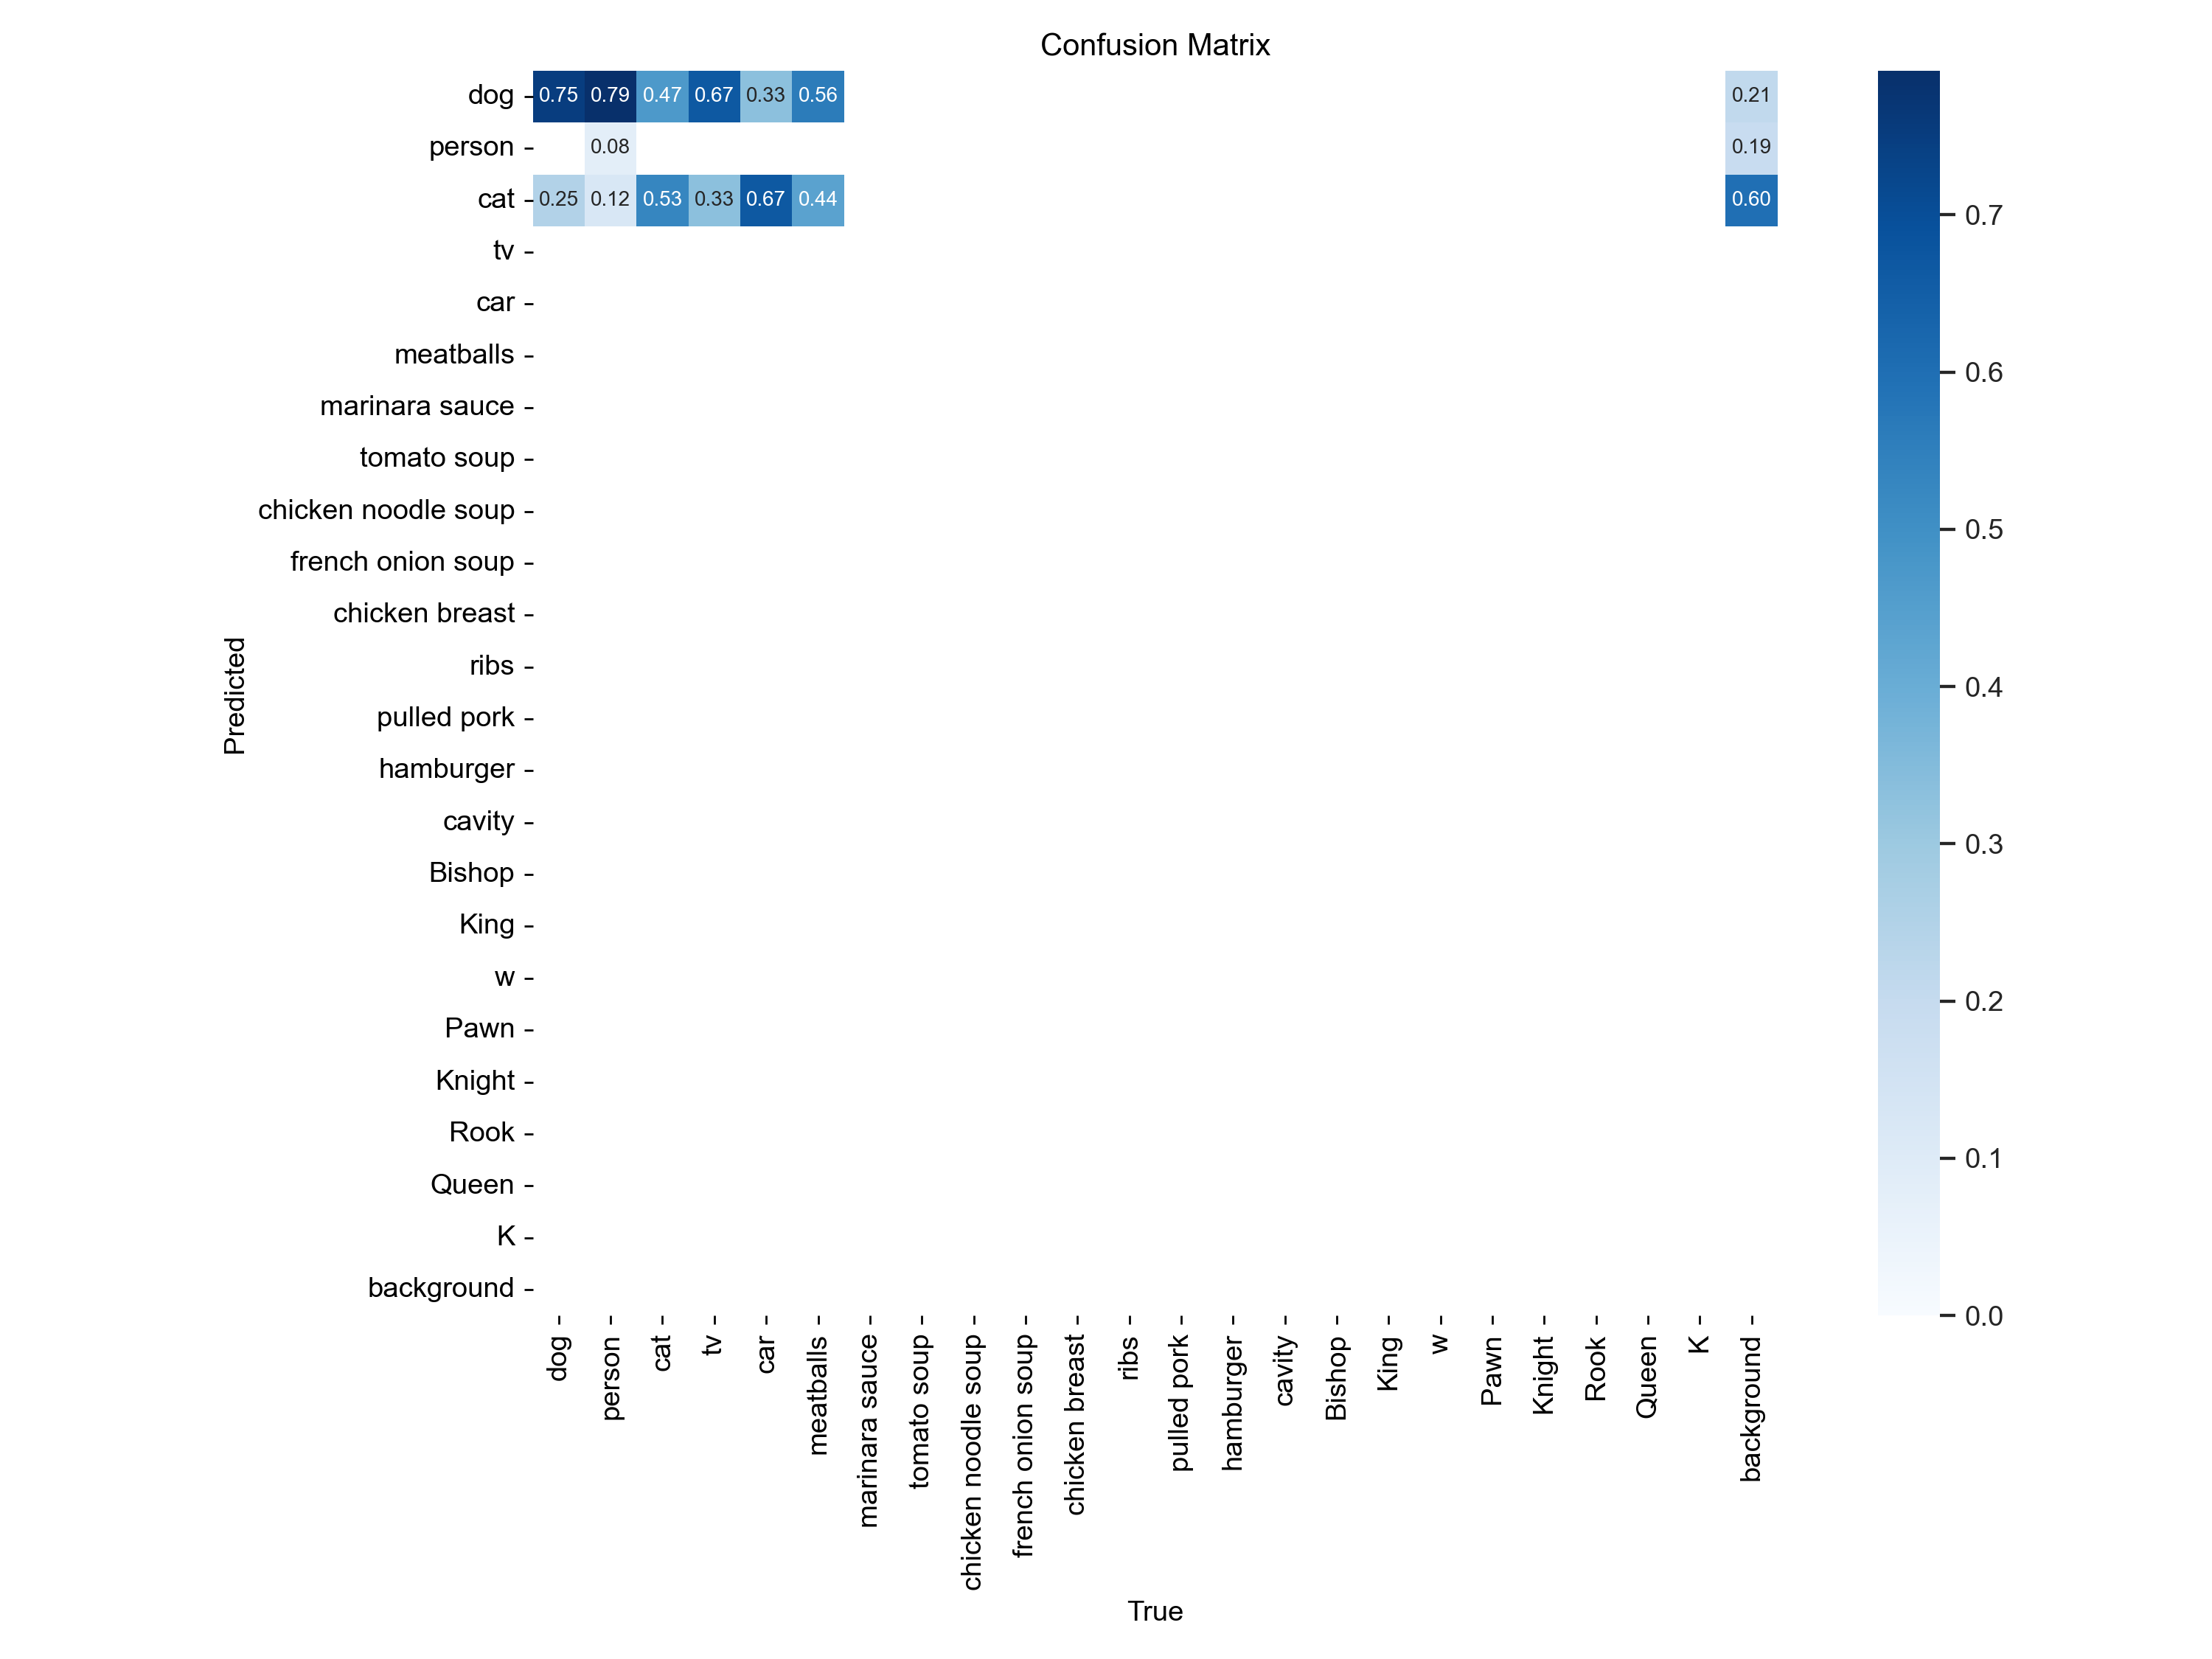 Confusion Matrix
dog 0.75 0.79 0.47 0.67 0.33 0.56 0.21
person 0.08 0.19
cat 0.25 0.12 0.53 0.33 0.67 0.44 0.60
tv
car
meatballs
marinara sauce
tomato soup
chicken noodle soup
french onion soup
chicken breast
ribs
pulled pork
hamburger
cavity
Bishop
King
w
Pawn
Knight
Rook
Queen
K
background
Predicted
dog
person
cat
tv
car
meatballs
marinara sauce
tomato soup
chicken noodle soup
french onion soup
chicken breast
ribs
pulled pork
hamburger
cavity
Bishop
King
w
Pawn
Knight
Rook
Queen
K
background
True
0.7
0.6
0.5
0.4
0.3
0.2
0.1
0.0